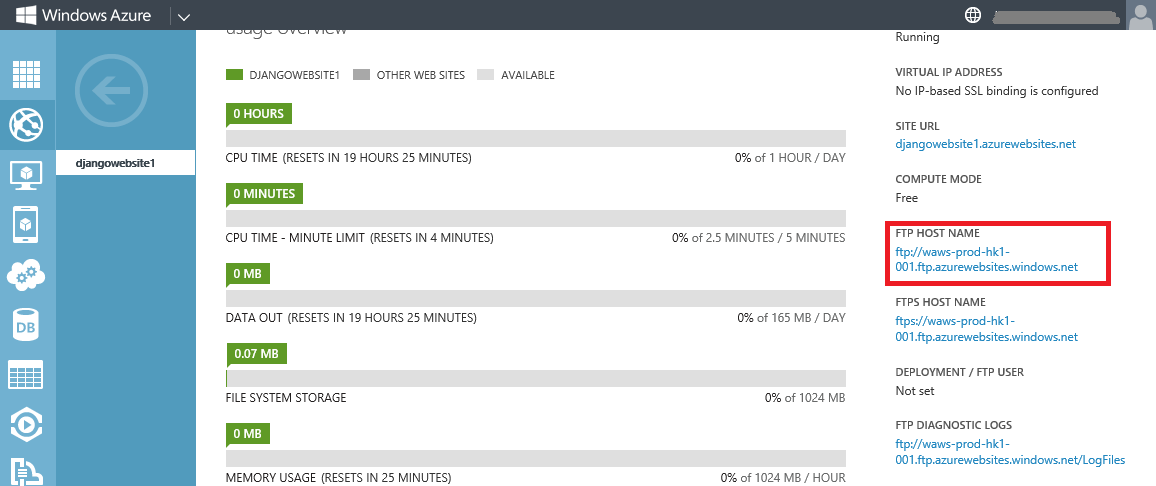 Windows Azure
usage overview
DJANGOWEBSITE1 OTHER WEB SITES AVAILABLE
0 HOURS
CPU TIME (RESETS IN 19 HOURS 25 MINUTES) 0% of 1 HOUR / DAY
0 MINUTES
CPU TIME - MINUTE LIMIT (RESETS IN 4 MINUTES) 0% of 2.5 MINUTES / 5 MINUTES
0 MB
DATA OUT (RESETS IN 19 HOURS 25 MINUTES) 0% of 165 MB / DAY
0.07 MB
FILE SYSTEM STORAGE 0% of 1024 MB
0 MB
MEMORY USAGE (RESETS IN 25 MINUTES) 0% of 1024 MB / HOUR
djangowebsite1
DB
Running
VIRTUAL IP ADDRESS
No IP-based SSL binding is configured
SITE URL
djangowebsite1.azurewebsites.net
COMPUTE MODE
Free
FTP HOST NAME
ftp://waws-prod-hk1-
001.ftp.azurewebsites.windows.net
FTPS HOST NAME
ftps://waws-prod-hk1-
001.ftp.azurewebsites.windows.net
DEPLOYMENT / FTP USER
Not set
FTP DIAGNOSTIC LOGS
ftp://waws-prod-hk1-
001.ftp.azurewebsites.windows.net/LogFiles